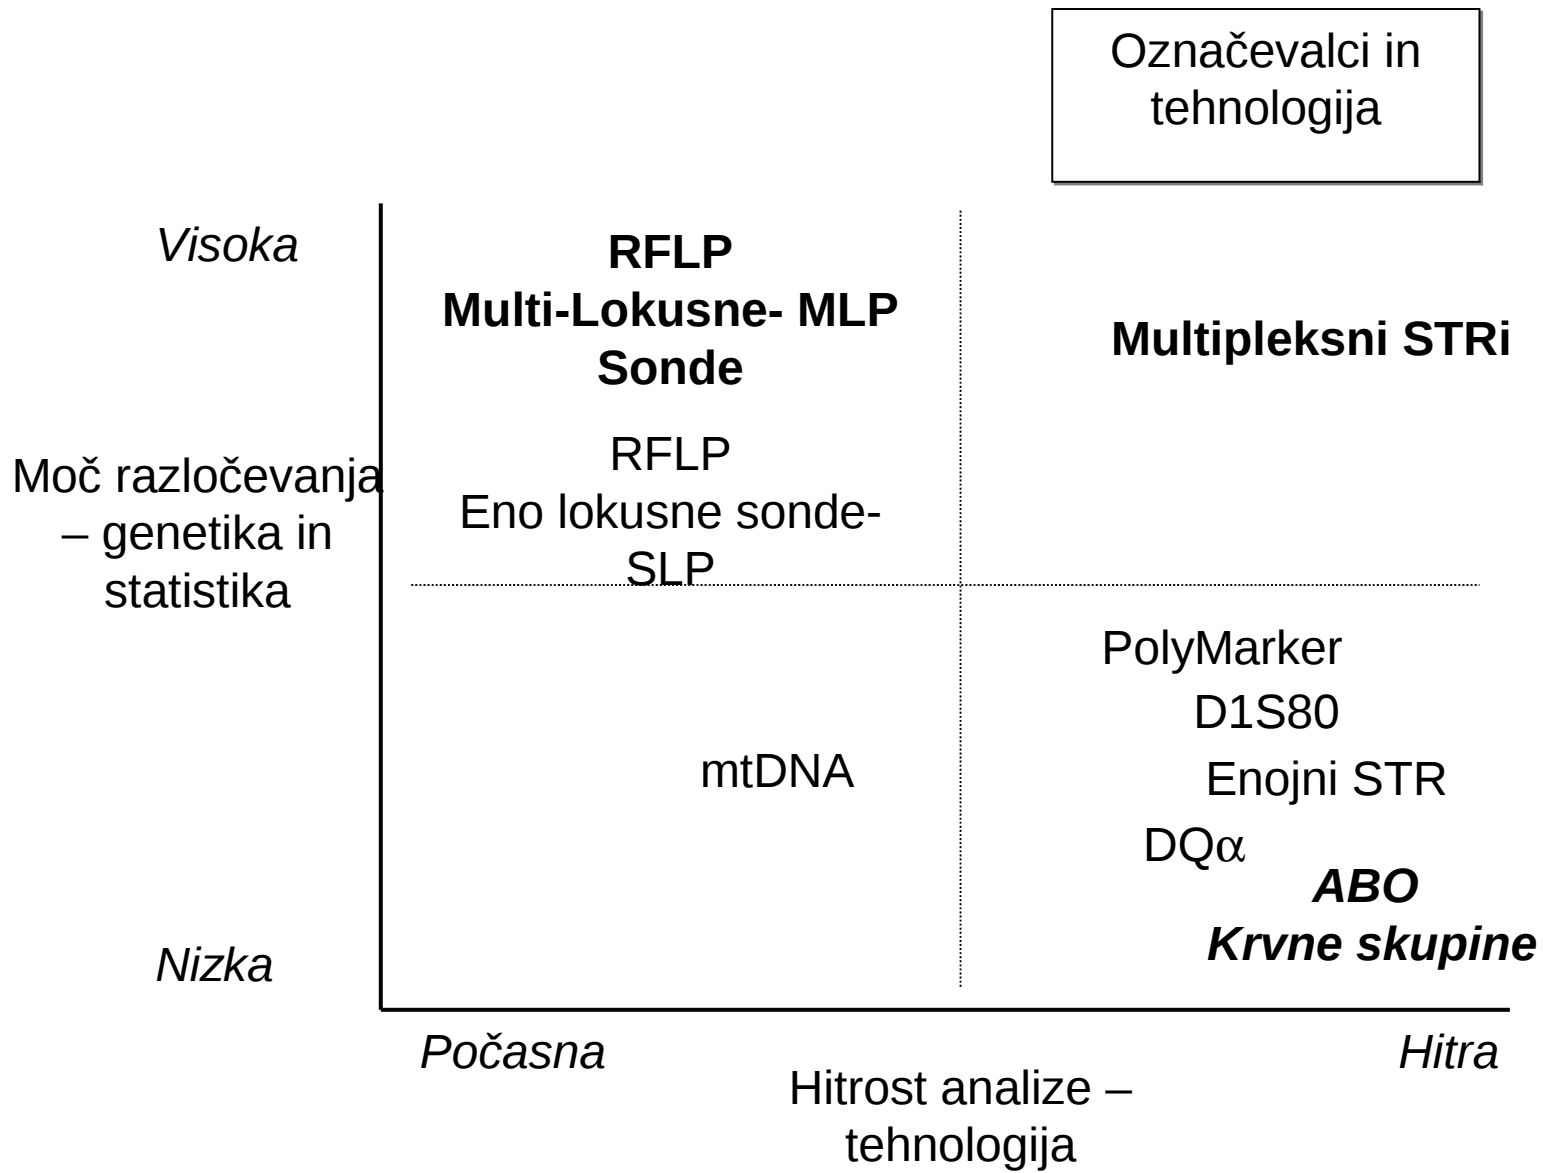 Označevalci in
tehnologija
Visoka
RFLP
Multi-Lokusne- MLP
Sonde
Multipleksni STRi
RFLP
Eno lokusne sonde-
SLP
Moč razločevanja
– genetika in
statistika
PolyMarker
D1S80
mtDNA
Enojni STR
DQα
ABO
Krvne skupine
Nizka
Počasna
Hitra
Hitrost analize –
tehnologija